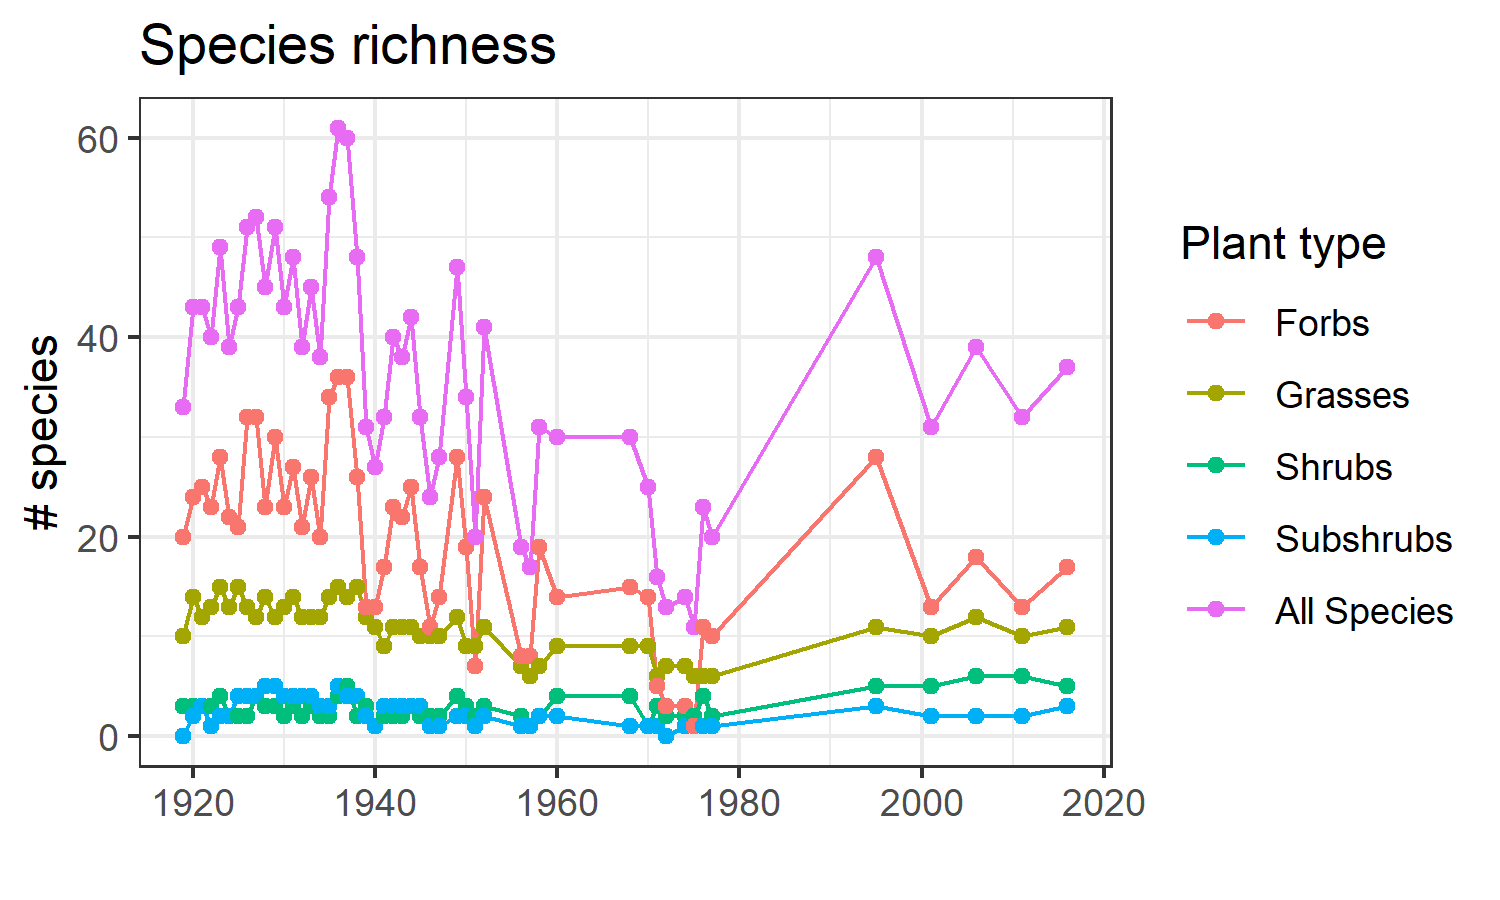 Species richness
# species
60
40
20
0
1920 1940 1960 1980 2000 2020
Plant type
Forbs
Grasses
Shrubs
Subshrubs
All Species